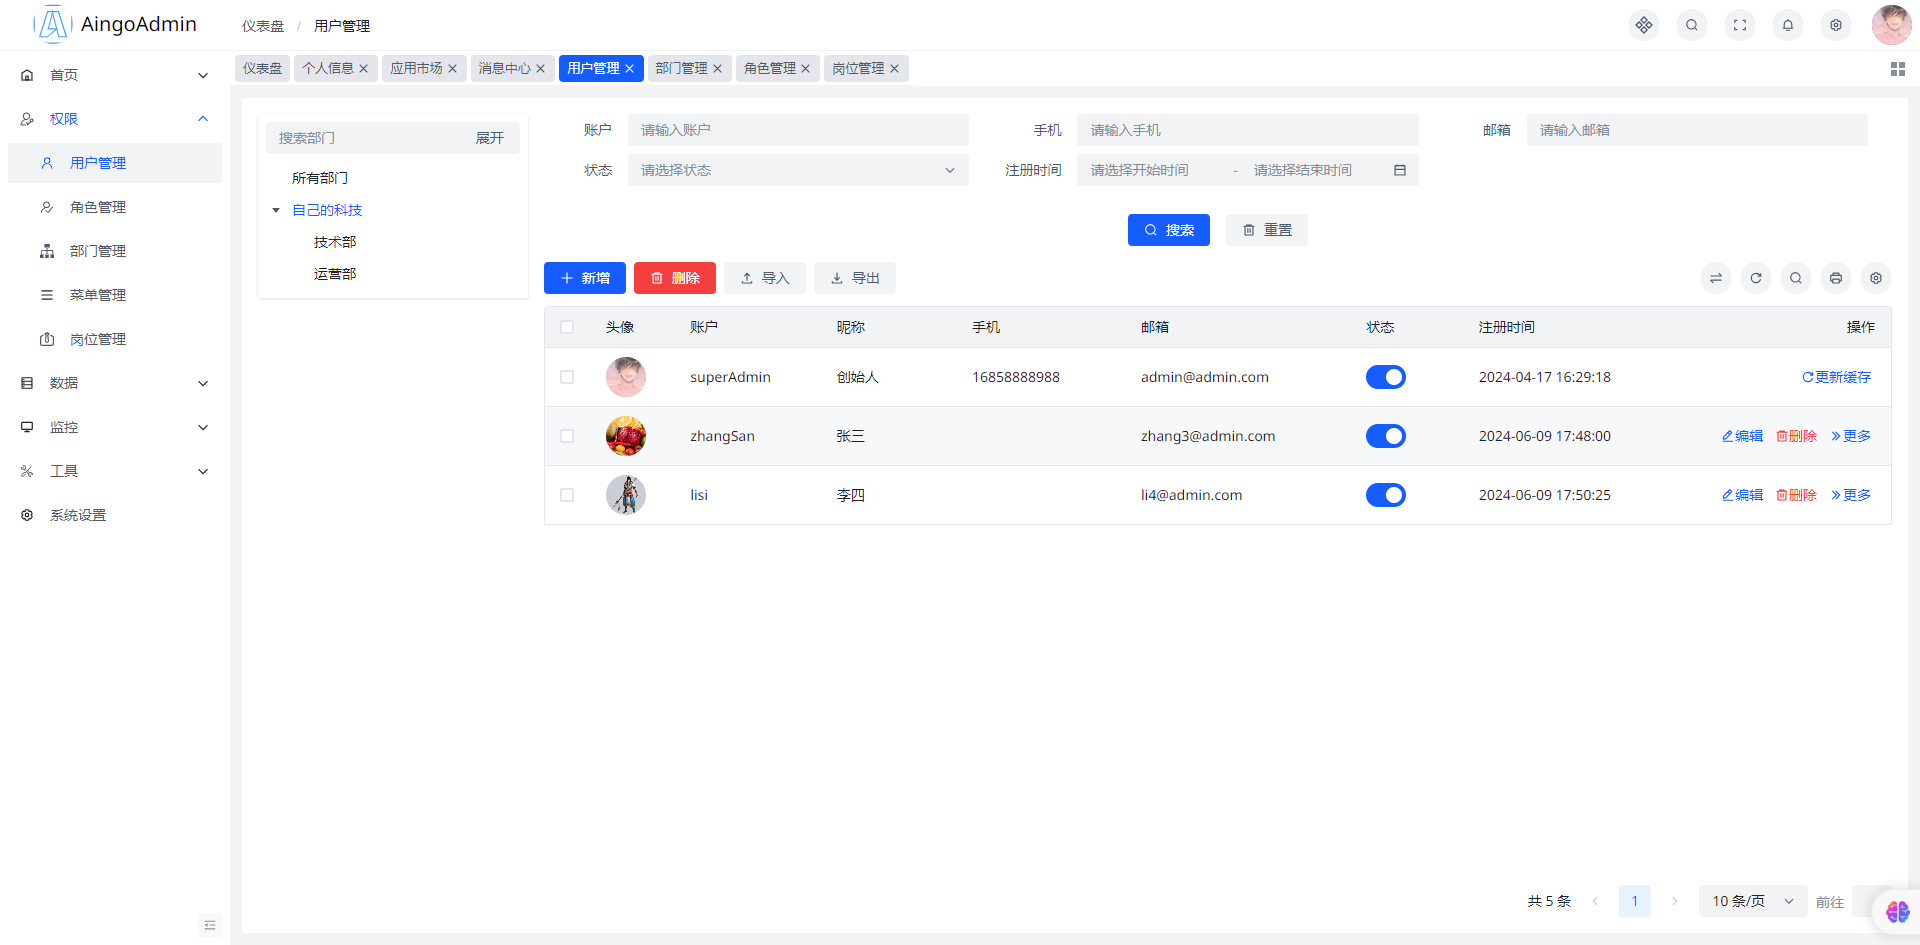 AingoAdmin
仪表盘 / 用户管理
仪表盘 个人信息 应用市场 消息中心 用户管理 部门管理 角色管理 岗位管理
首页
权限
用户管理
角色管理
部门管理
菜单管理
岗位管理
数据
监控
工具
系统设置
搜索部门 展开
所有部门
自己的科技
技术部
运营部
账户 请输入账户 手机 请输入手机 邮箱 请输入邮箱
状态 请选择状态 注册时间 请选择开始时间 - 请选择结束时间
搜索 重置
新增 删除 导入 导出
头像 账户 昵称 手机 邮箱 状态 注册时间 操作
superAdmin 创始人 16858888988 admin@admin.com 2024-04-17 16:29:18 更新缓存
zhangSan 张三 zhang3@admin.com 2024-06-09 17:48:00 编辑 删除 更多
lisi 李四 li4@admin.com 2024-06-09 17:50:25 编辑 删除 更多
共 5 条 1 10 条/页 前往